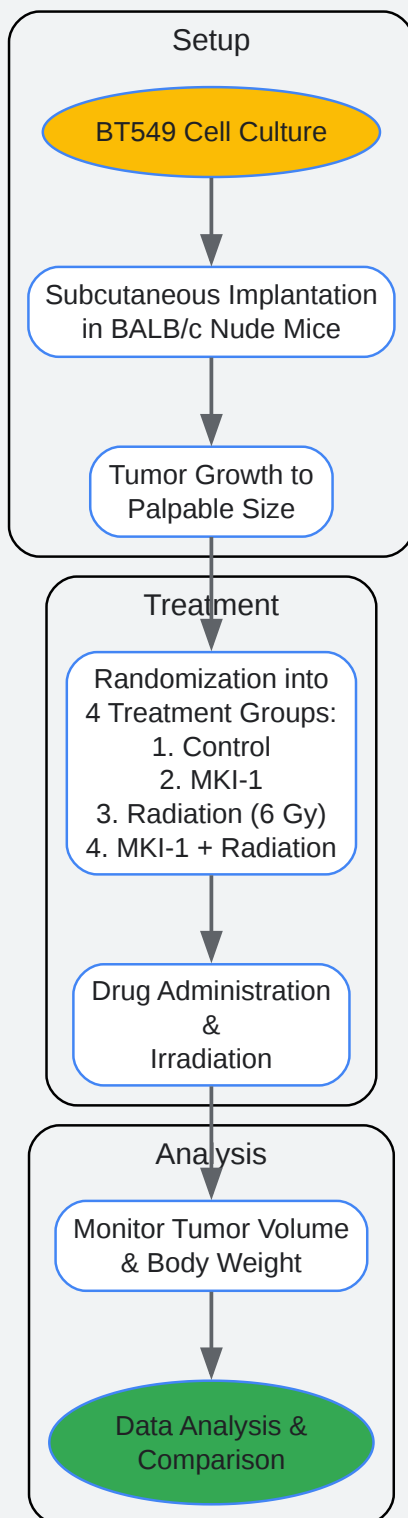 Setup
BT549 Cell Culture
Subcutaneous Implantation
in BALB/c Nude Mice
Tumor Growth to
Palpable Size
Treatment
Randomization into
4 Treatment Groups:
1. Control
2. MKI-1
3. Radiation (6 Gy)
4. MKI-1 + Radiation
Drug Administration
&
Irradiation
Analysis
Monitor Tumor Volume
& Body Weight
Data Analysis &
Comparison